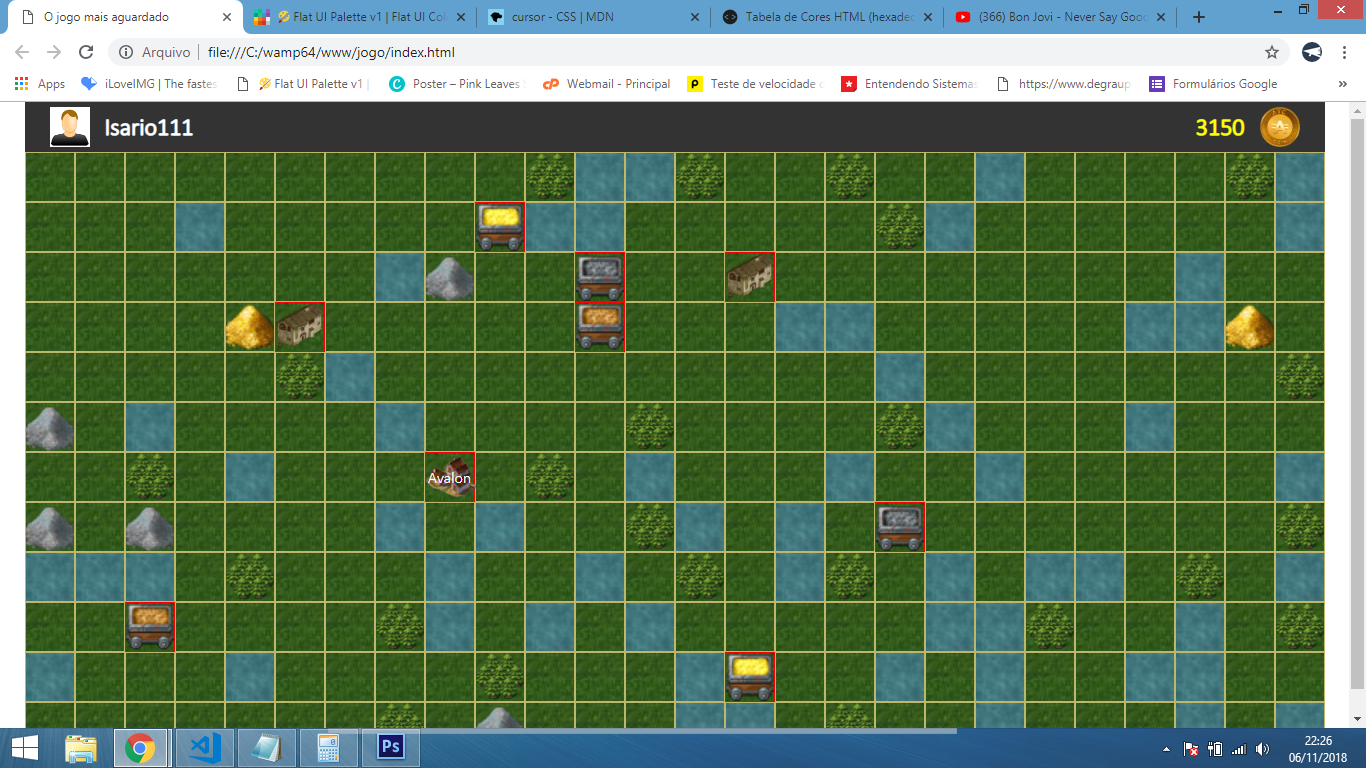 O jogo mais aguardado
Flat UI Palette v1 | Flat UI Col
cursor - CSS | MDN
Tabela de Cores HTML (hexadec
(366) Bon Jovi - Never Say Good
Arquivo
file:///C:/wamp64/www/jogo/index.html
Apps
iLoveIMG | The fastes
Flat UI Palette v1 |
Poster – Pink Leaves
Webmail - Principal
Teste de velocidade
Entendendo Sistemas
https://www.degraup
Formulários Google
»
Isario111
3150
Avalon
Ps
22:26
06/11/2018